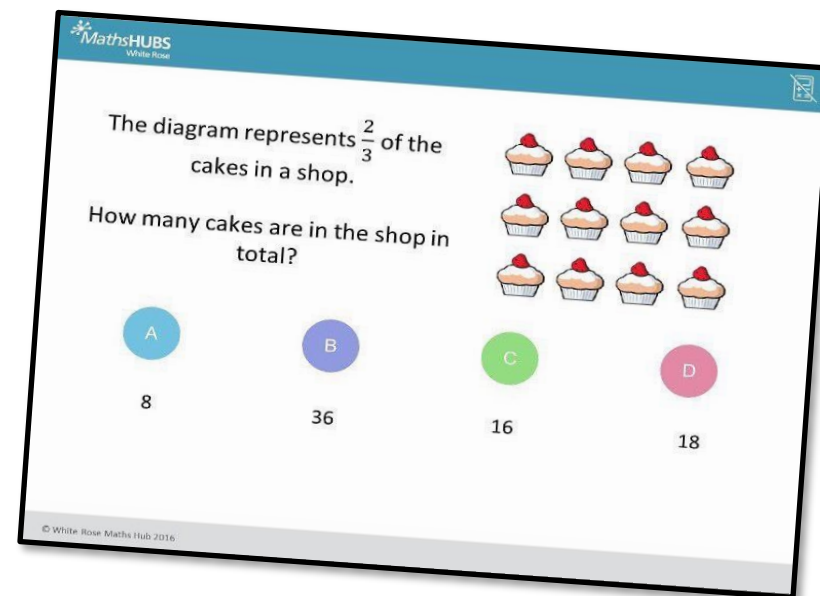 MathsHUBS
White Rose
The diagram represents 2/3 of the
cakes in a shop.
How many cakes are in the shop in
total?
A
B
C
D
8
36
16
18
© White Rose Maths Hub 2016